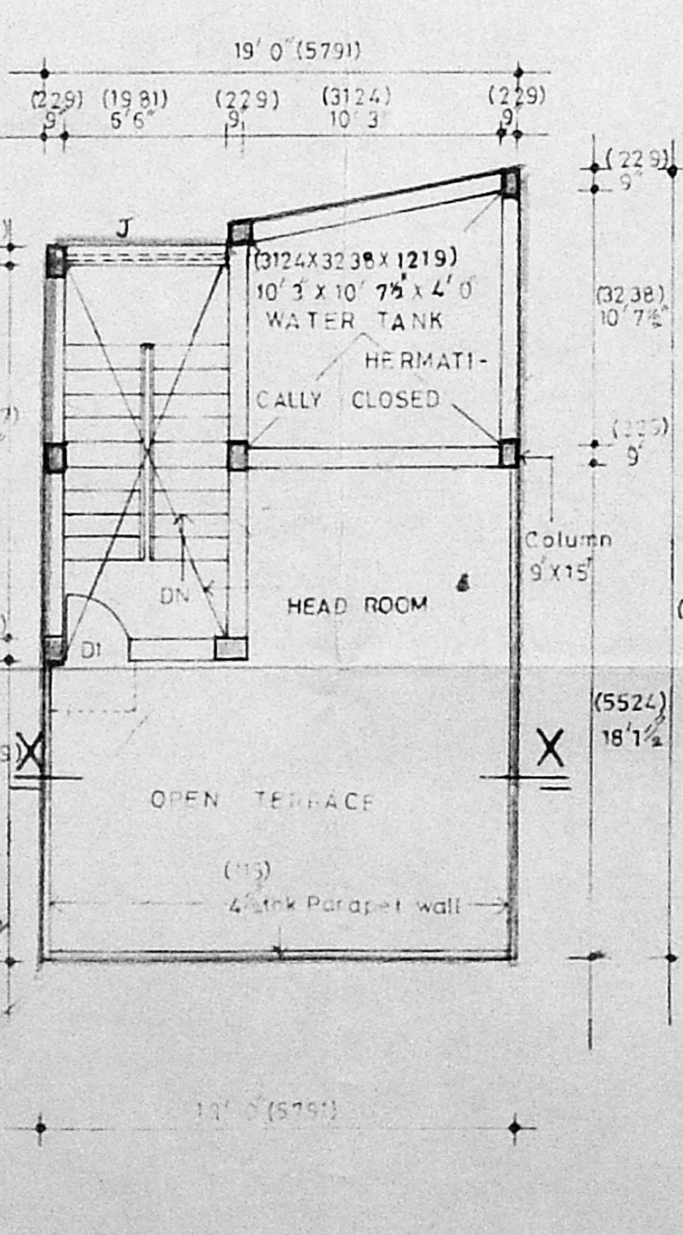 19' 0" (5791)
(229) (1981) (229) (3124) (229)
9" 6'6" 9" 10' 3" 9"
(229)
9"
J
(3124X3238X1219)
10' 3" X 10' 7½" X 4' 0"
WATER TANK
HERMATI-
CALLY CLOSED
(3238)
10' 7½"
(229)
9"
Column
9"X15"
DN
HEAD ROOM
D1
(5524)
18'1½"
X X
OPEN TERRACE
(115)
4½" thk Parapet wall
19' 0" (5791)